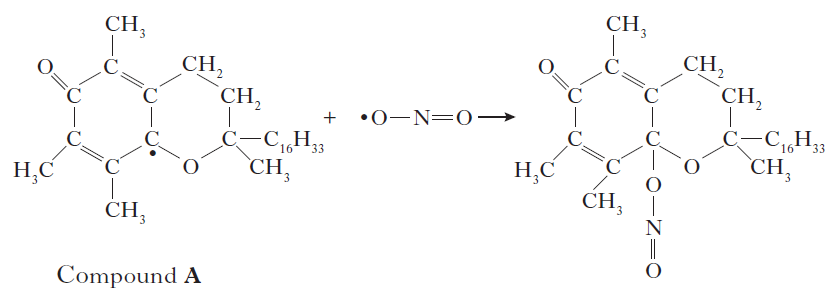 CH₃ CH₃
O C CH₂ O C CH₂
C C CH₂ C C CH₂
+ •O—N=O →
C C• C—C₁₆H₃₃ C C C—C₁₆H₃₃
H₃C C O CH₃ H₃C C O CH₃
CH₃ CH₃ O
N
Compound A O